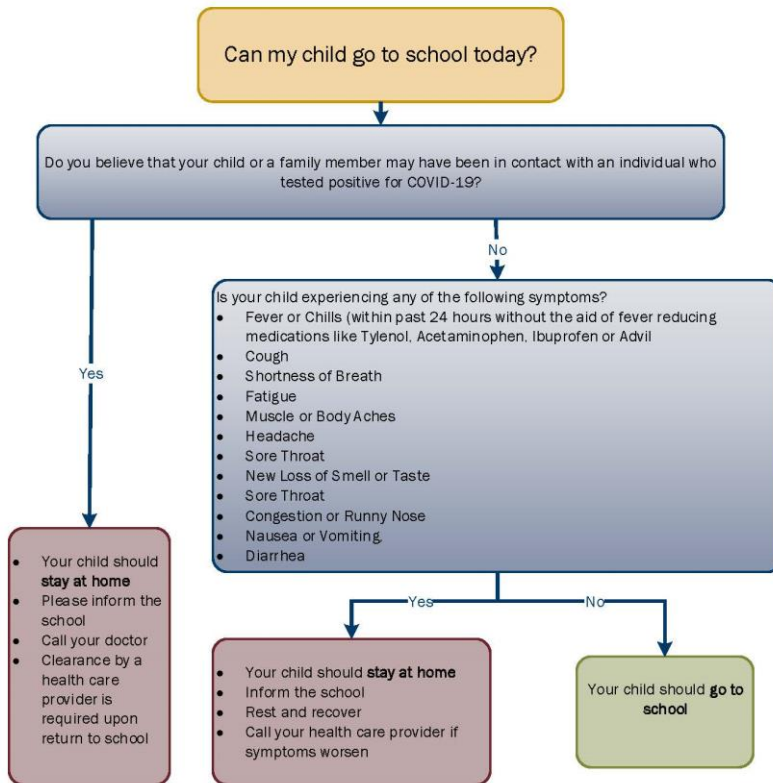 Can my child go to school today?
Do you believe that your child or a family member may have been in contact with an individual who
tested positive for COVID-19?
No
Is your child experiencing any of the following symptoms?
• Fever or Chills (within past 24 hours without the aid of fever reducing
medications like Tylenol, Acetaminophen, Ibuprofen or Advil
• Cough
• Shortness of Breath
• Fatigue
• Muscle or Body Aches
• Headache
• Sore Throat
• New Loss of Smell or Taste
• Sore Throat
• Congestion or Runny Nose
• Nausea or Vomiting,
• Diarrhea
Yes
• Your child should
stay at home
• Please inform the
school
• Call your doctor
• Clearance by a
health care
provider is
required upon
return to school
Yes
• Your child should stay at home
• Inform the school
• Rest and recover
• Call your health care provider if
symptoms worsen
No
Your child should go to
school